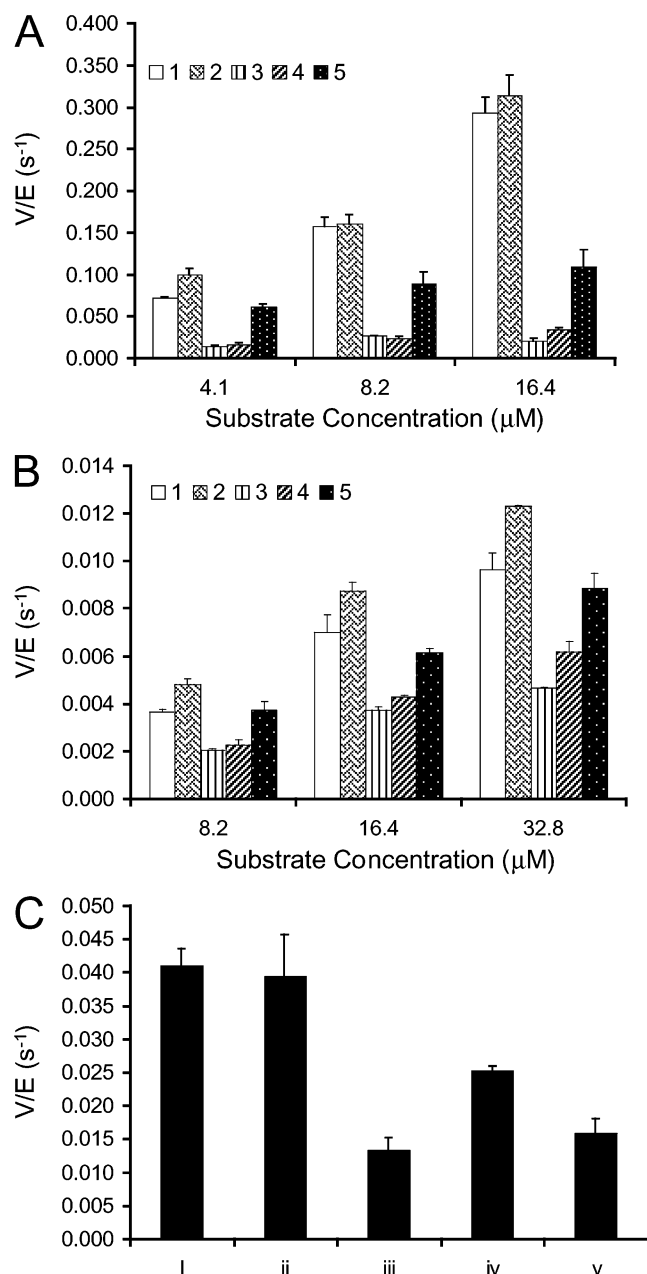 A
0.400
0.350
0.300
0.250
0.200
0.150
0.100
0.050
0.000
V/E (s-1)
1 2 3 4 5
4.1 8.2 16.4
Substrate Concentration (μM)
B
0.014
0.012
0.010
0.008
0.006
0.004
0.002
0.000
V/E (s-1)
1 2 3 4 5
8.2 16.4 32.8
Substrate Concentration (μM)
C
0.050
0.045
0.040
0.035
0.030
0.025
0.020
0.015
0.010
0.005
0.000
V/E (s-1)
I ii iii iv v